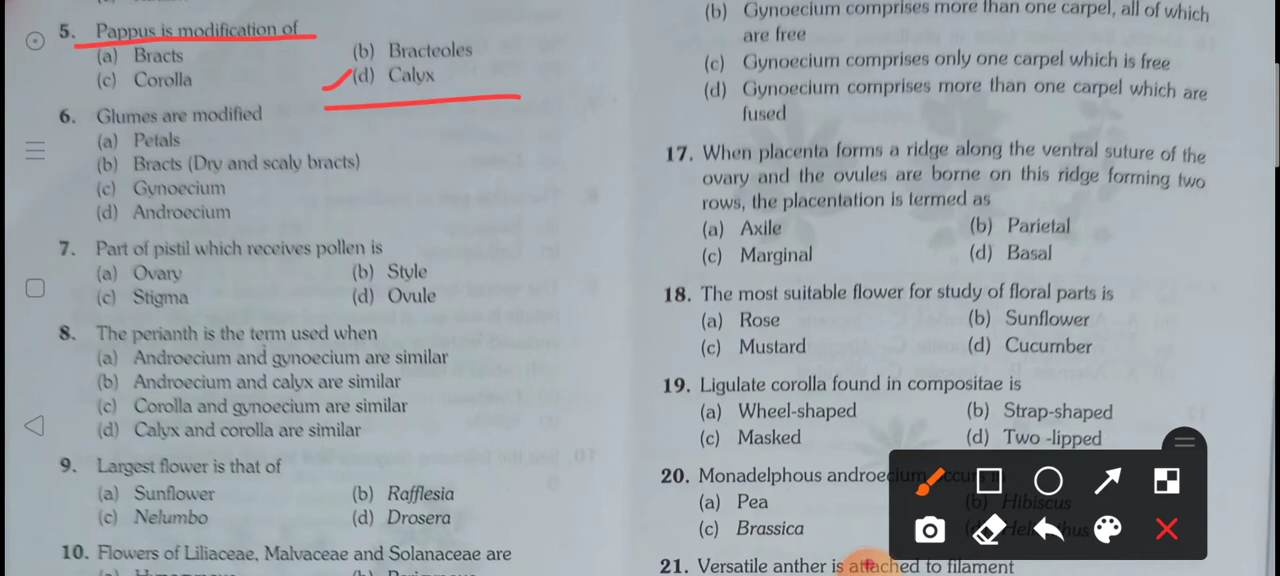 5. Pappus is modification of
(a) Bracts (b) Bracteoles
(c) Corolla (d) Calyx
6. Glumes are modified
(a) Petals
(b) Bracts (Dry and scaly bracts)
(c) Gynoecium
(d) Androecium
7. Part of pistil which receives pollen is
(a) Ovary (b) Style
(c) Stigma (d) Ovule
8. The perianth is the term used when
(a) Androecium and gynoecium are similar
(b) Androecium and calyx are similar
(c) Corolla and gynoecium are similar
(d) Calyx and corolla are similar
9. Largest flower is that of
(a) Sunflower (b) Rafflesia
(c) Nelumbo (d) Drosera
10. Flowers of Liliaceae, Malvaceae and Solanaceae are
(b) Gynoecium comprises more than one carpel, all of which
are free
(c) Gynoecium comprises only one carpel which is free
(d) Gynoecium comprises more than one carpel which are
fused
17. When placenta forms a ridge along the ventral suture of the
ovary and the ovules are borne on this ridge forming two
rows, the placentation is termed as
(a) Axile (b) Parietal
(c) Marginal (d) Basal
18. The most suitable flower for study of floral parts is
(a) Rose (b) Sunflower
(c) Mustard (d) Cucumber
19. Ligulate corolla found in compositae is
(a) Wheel-shaped (b) Strap-shaped
(c) Masked (d) Two -lipped
20. Monadelphous androecium occurs
(a) Pea (b) Hibiscus
(c) Brassica
21. Versatile anther is attached to filament